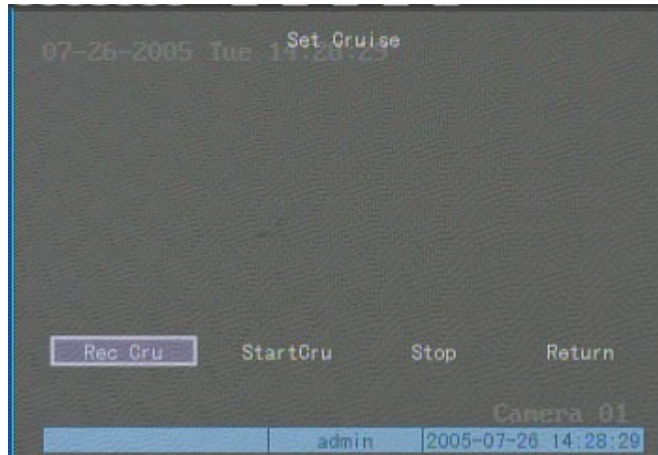 Set Cruise
07-26-2005 Tue 14:28:29
Rec Cru StartCru Stop Return
Camera 01
admin 2005-07-26 14:28:29